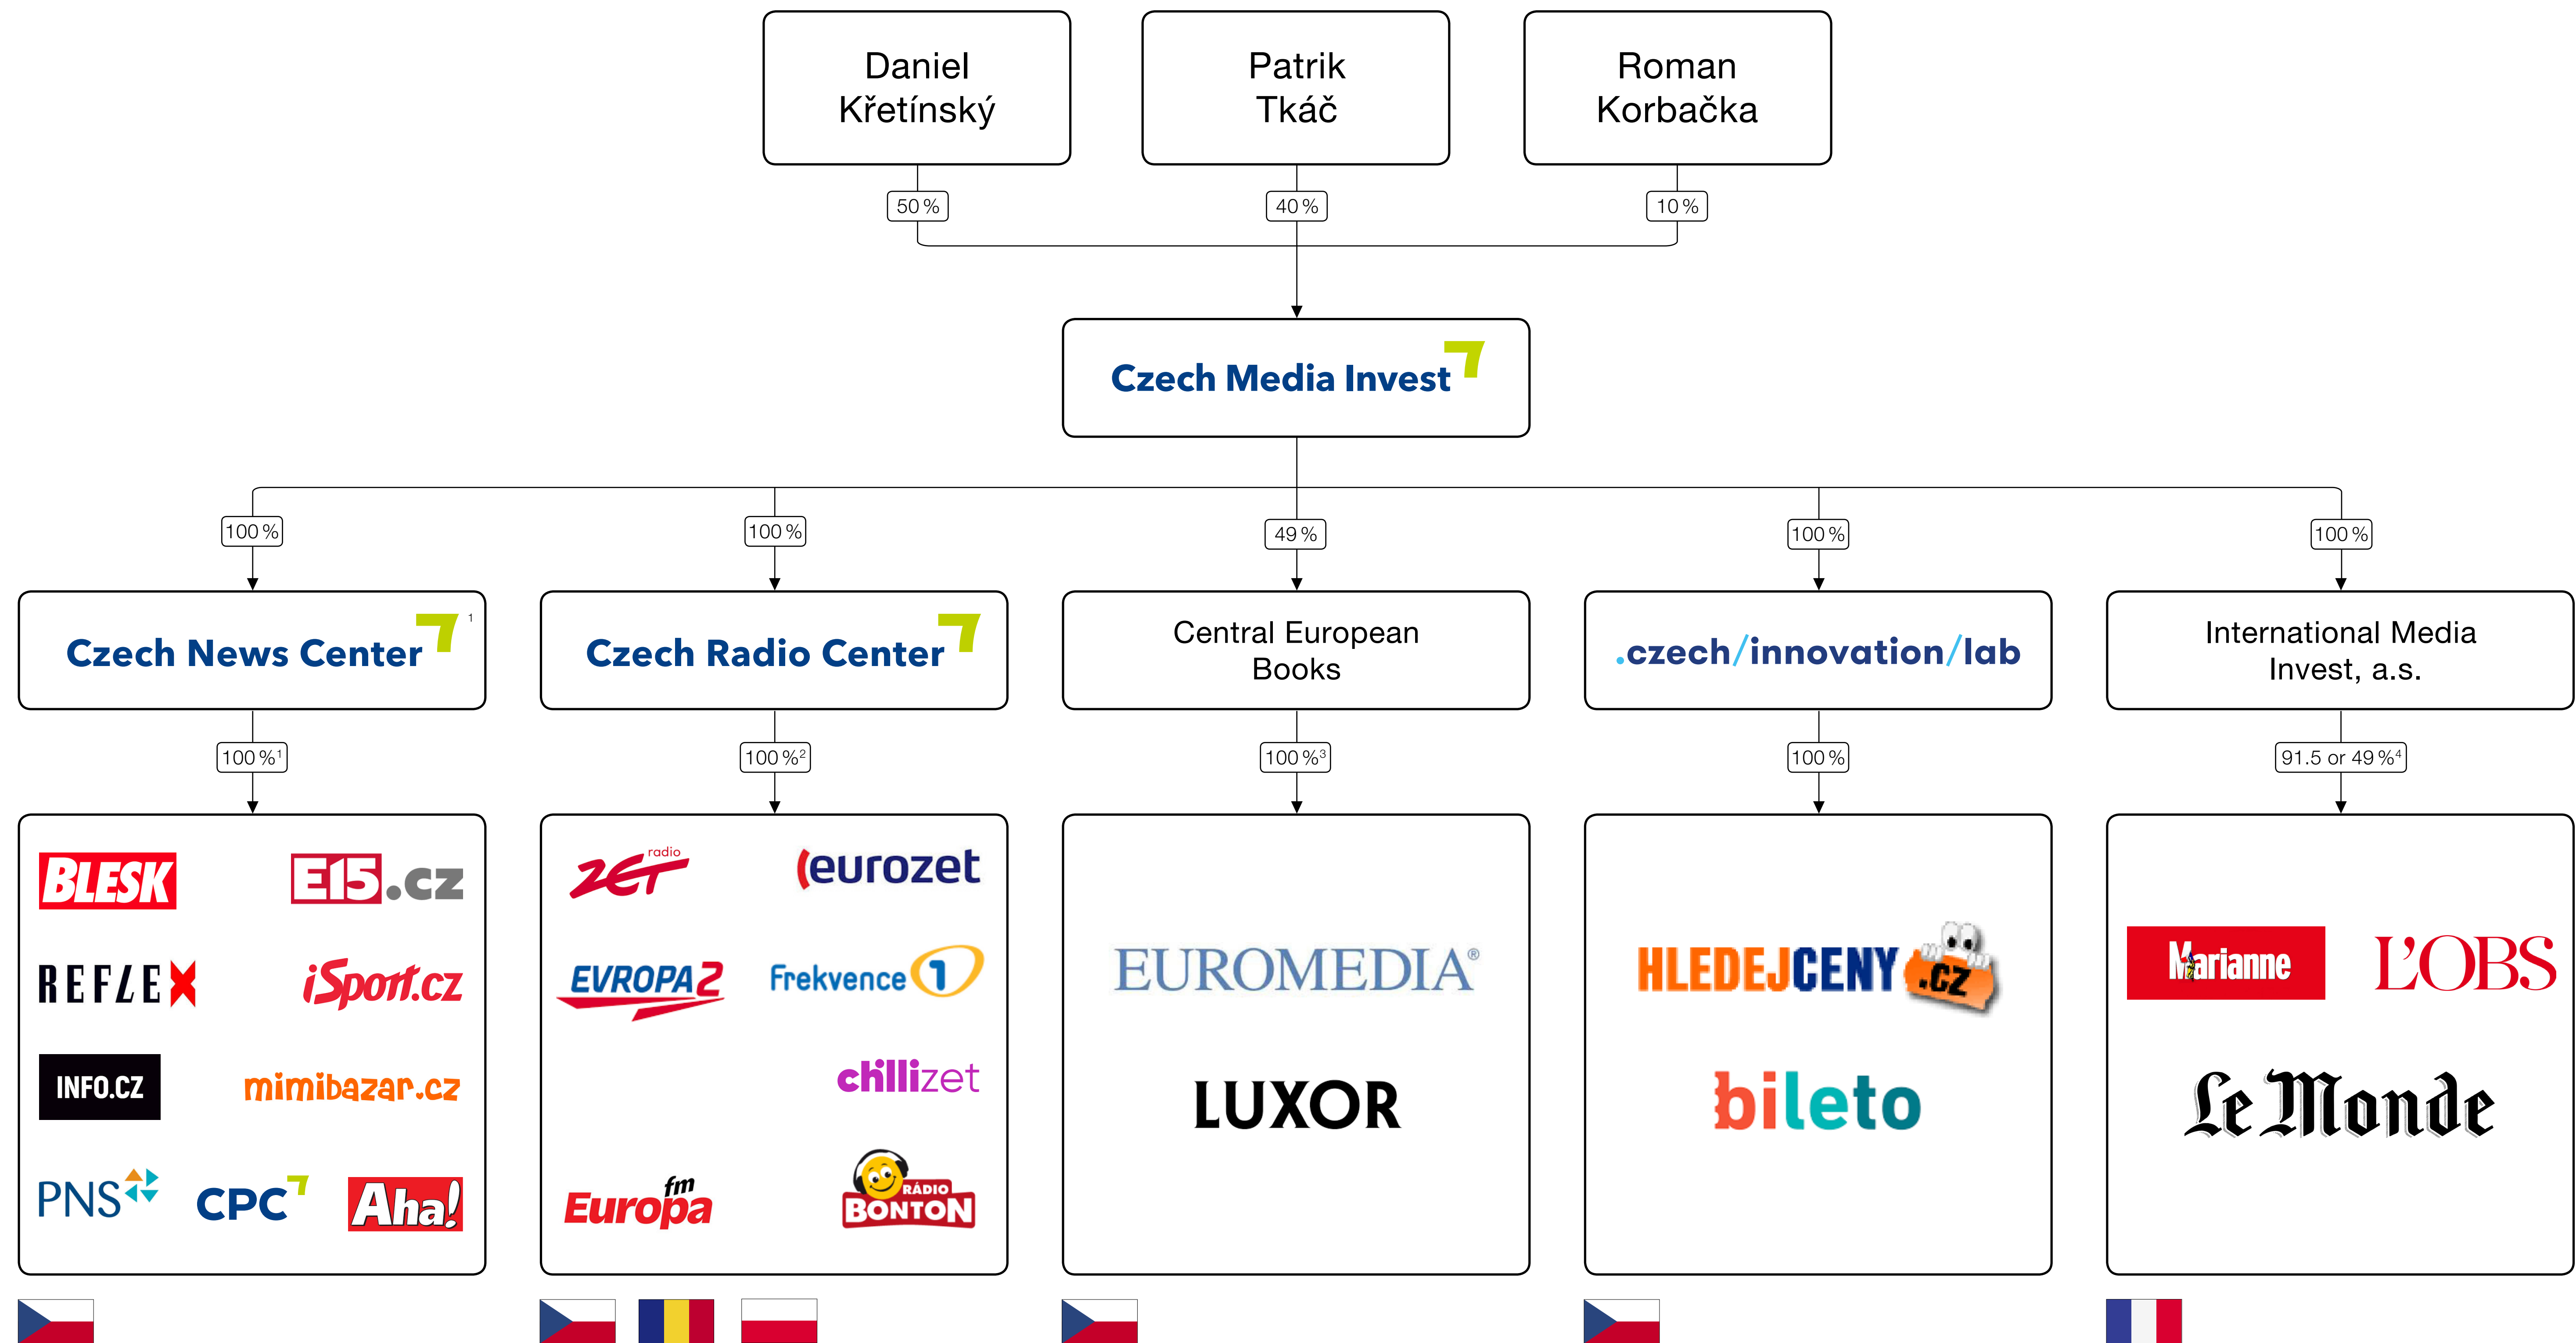 Daniel
Křetínský
Patrik
Tkáč
Roman
Korbačka
50 %
40 %
10 %
Czech Media Invest
100 %
100 %
49 %
100 %
100 %
Czech News Center 1
Czech Radio Center
Central European
Books
.czech/innovation/lab
International Media
Invest, a.s.
100 %1
100 %2
100 %3
100 %
91.5 or 49 %4
BLESK
E15.cz
REFLEX
iSport.cz
INFO.CZ
mimibazar.cz
PNS
CPC
Aha!
ZET radio
eurozet
EVROPA 2
Frekvence 1
chillizet
Europa fm
RÁDIO
BONTON
EUROMEDIA®
LUXOR
HLEDEJCENY.CZ
bileto
Marianne
L'OBS
Le Monde